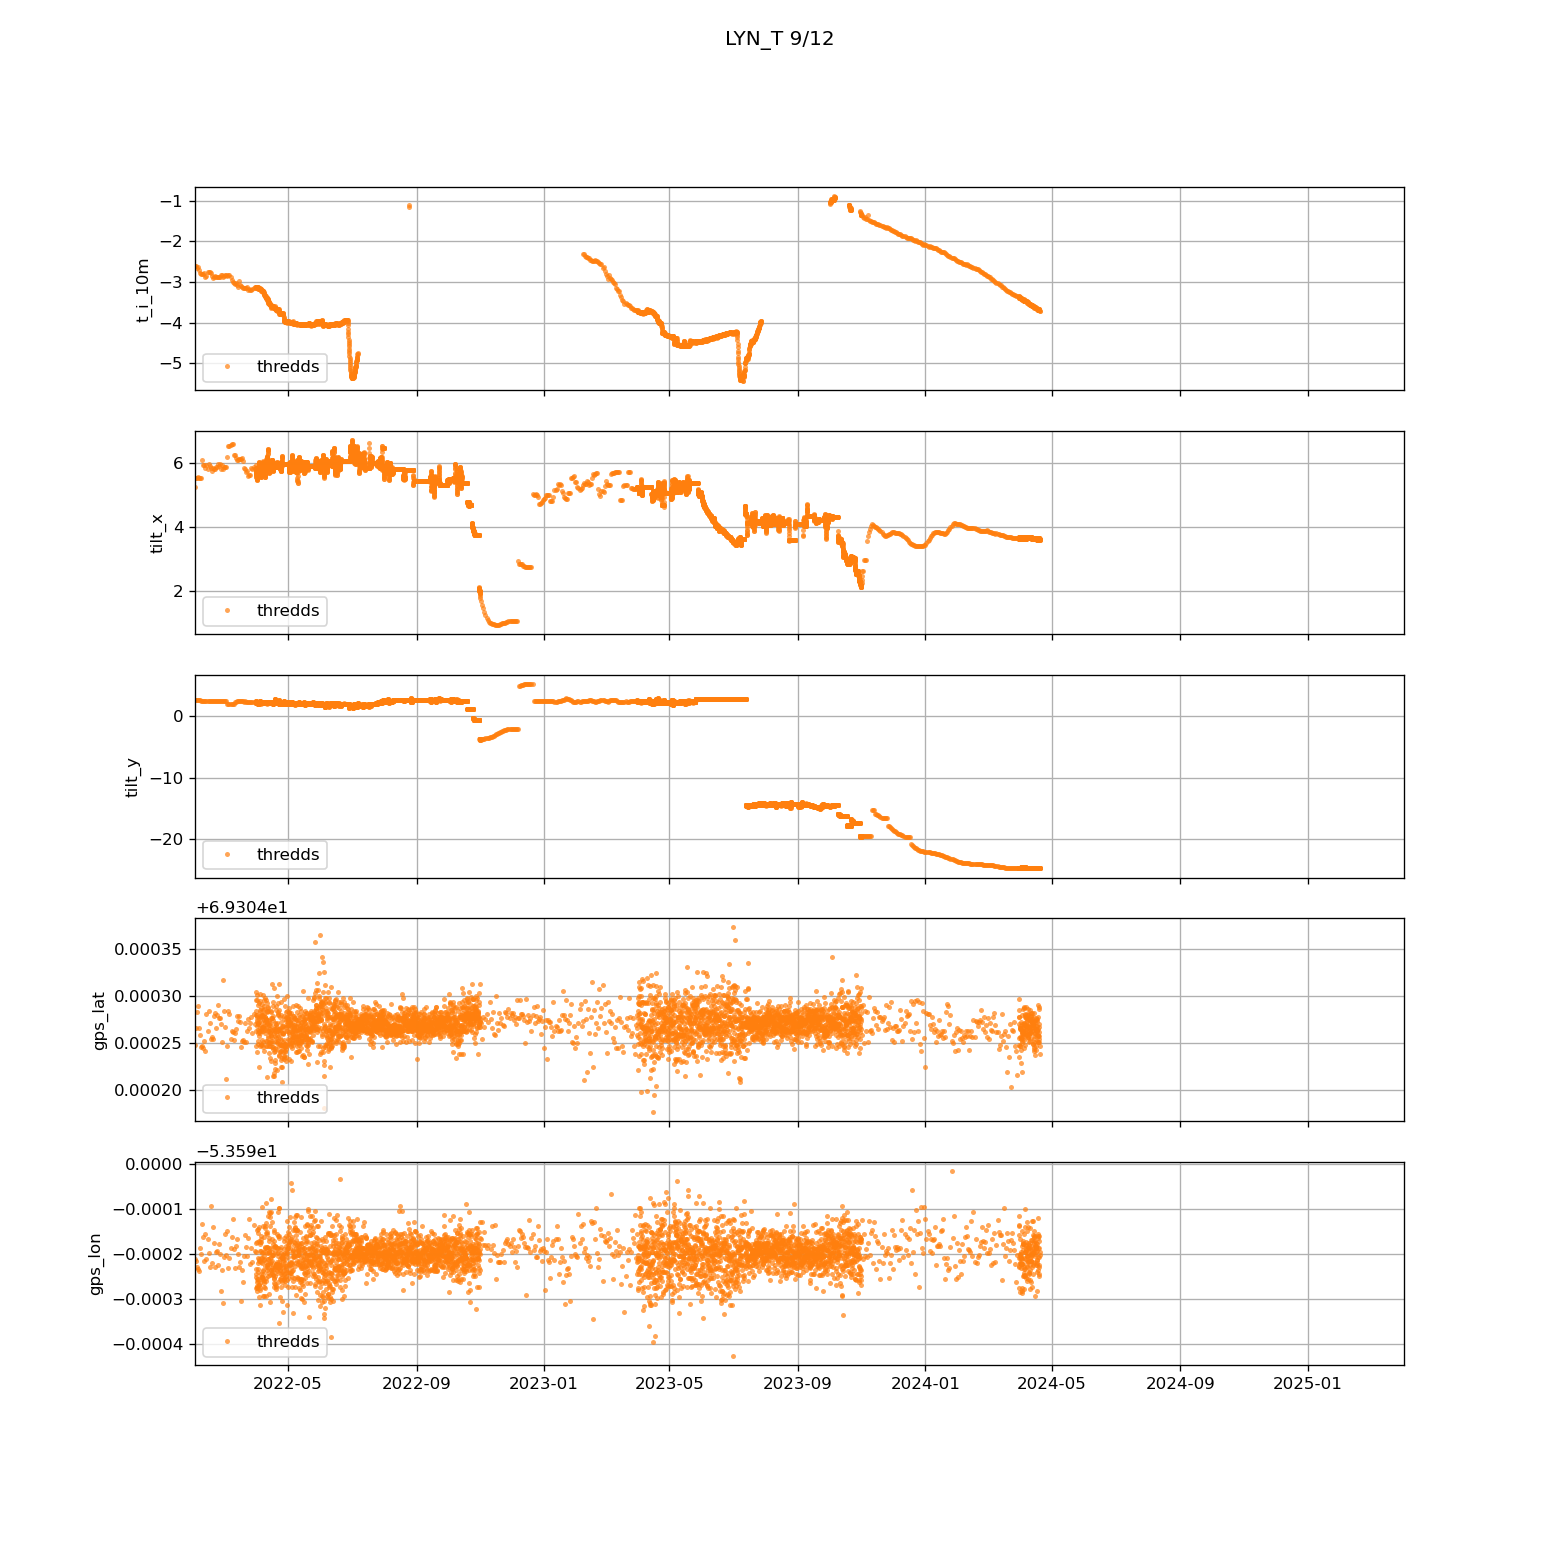 LYN_T 9/12
t_i_10m
−1
−2
−3
−4
−5
thredds
tilt_x
6
4
2
thredds
tilt_y
0
−10
−20
thredds
+6.9304e1
gps_lat
0.00035
0.00030
0.00025
0.00020
thredds
−5.359e1
gps_lon
0.0000
−0.0001
−0.0002
−0.0003
−0.0004
thredds
2022-05 2022-09 2023-01 2023-05 2023-09 2024-01 2024-05 2024-09 2025-01